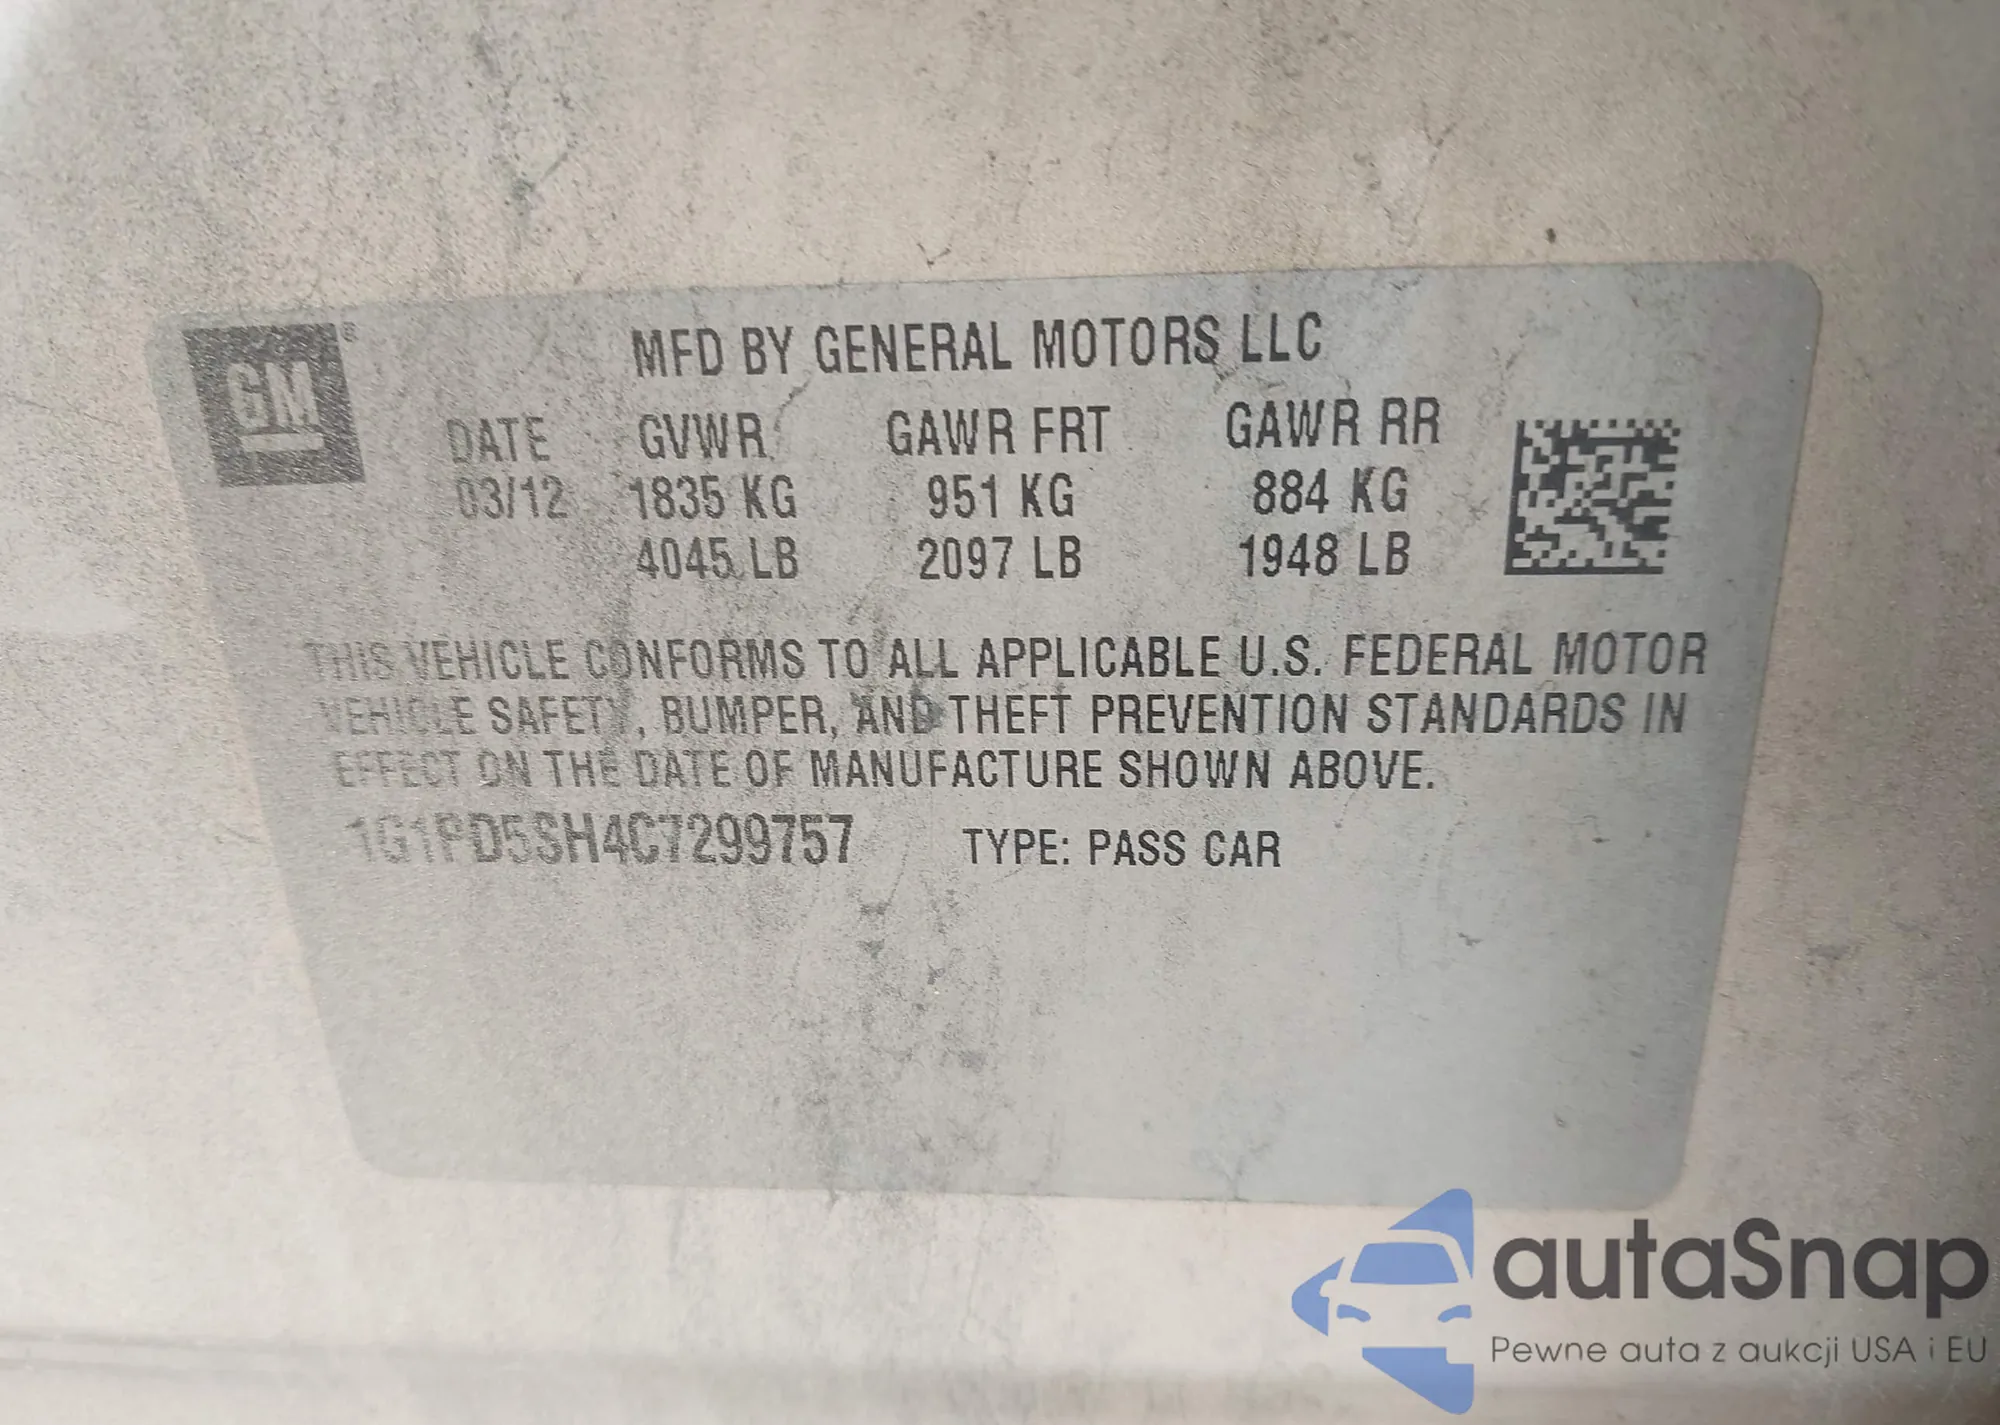 GM
®
MFD BY GENERAL MOTORS LLC
DATE GVWR GAWR FRT GAWR RR
03/12 1835 KG 951 KG 884 KG
4045 LB 2097 LB 1948 LB
THIS VEHICLE CONFORMS TO ALL APPLICABLE U.S. FEDERAL MOTOR
VEHICLE SAFETY, BUMPER, AND THEFT PREVENTION STANDARDS IN
EFFECT ON THE DATE OF MANUFACTURE SHOWN ABOVE.
1G1PD5SH4C7299757 TYPE: PASS CAR
autaSnap
Pewne auta z aukcji USA i EU